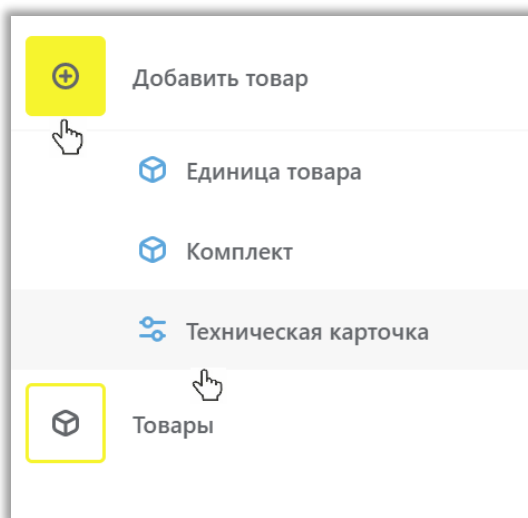 Добавить товар
Единица товара
Комплект
Техническая карточка
Товары